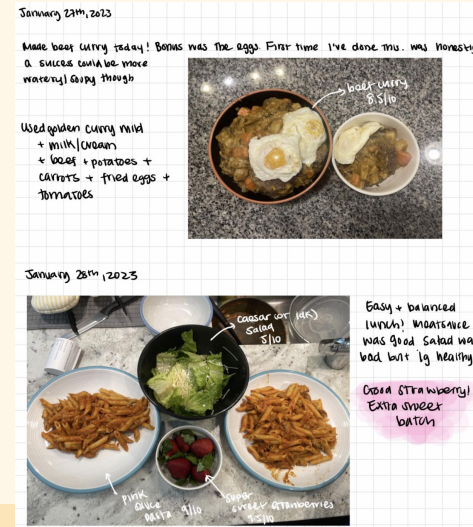 January 27th, 2023
Made beef curry today! Bonus was the eggs. First time I've done this. was honestly
a success could be more
watery/soupy though
beef curry
8.5/10
Used golden curry mild
+ milk/cream
+ beef + potatoes +
carrots + fried eggs +
tomatoes
January 28th, 2023
caesar (or idk)
salad
5/10
Easy + balanced
lunch! meatsauce
was good salad wa
bad but ig healthy
Good strawberry!
Extra sweet
batch
pink
sauce
pasta 9/10
super
sweet stranberries
9.5/10